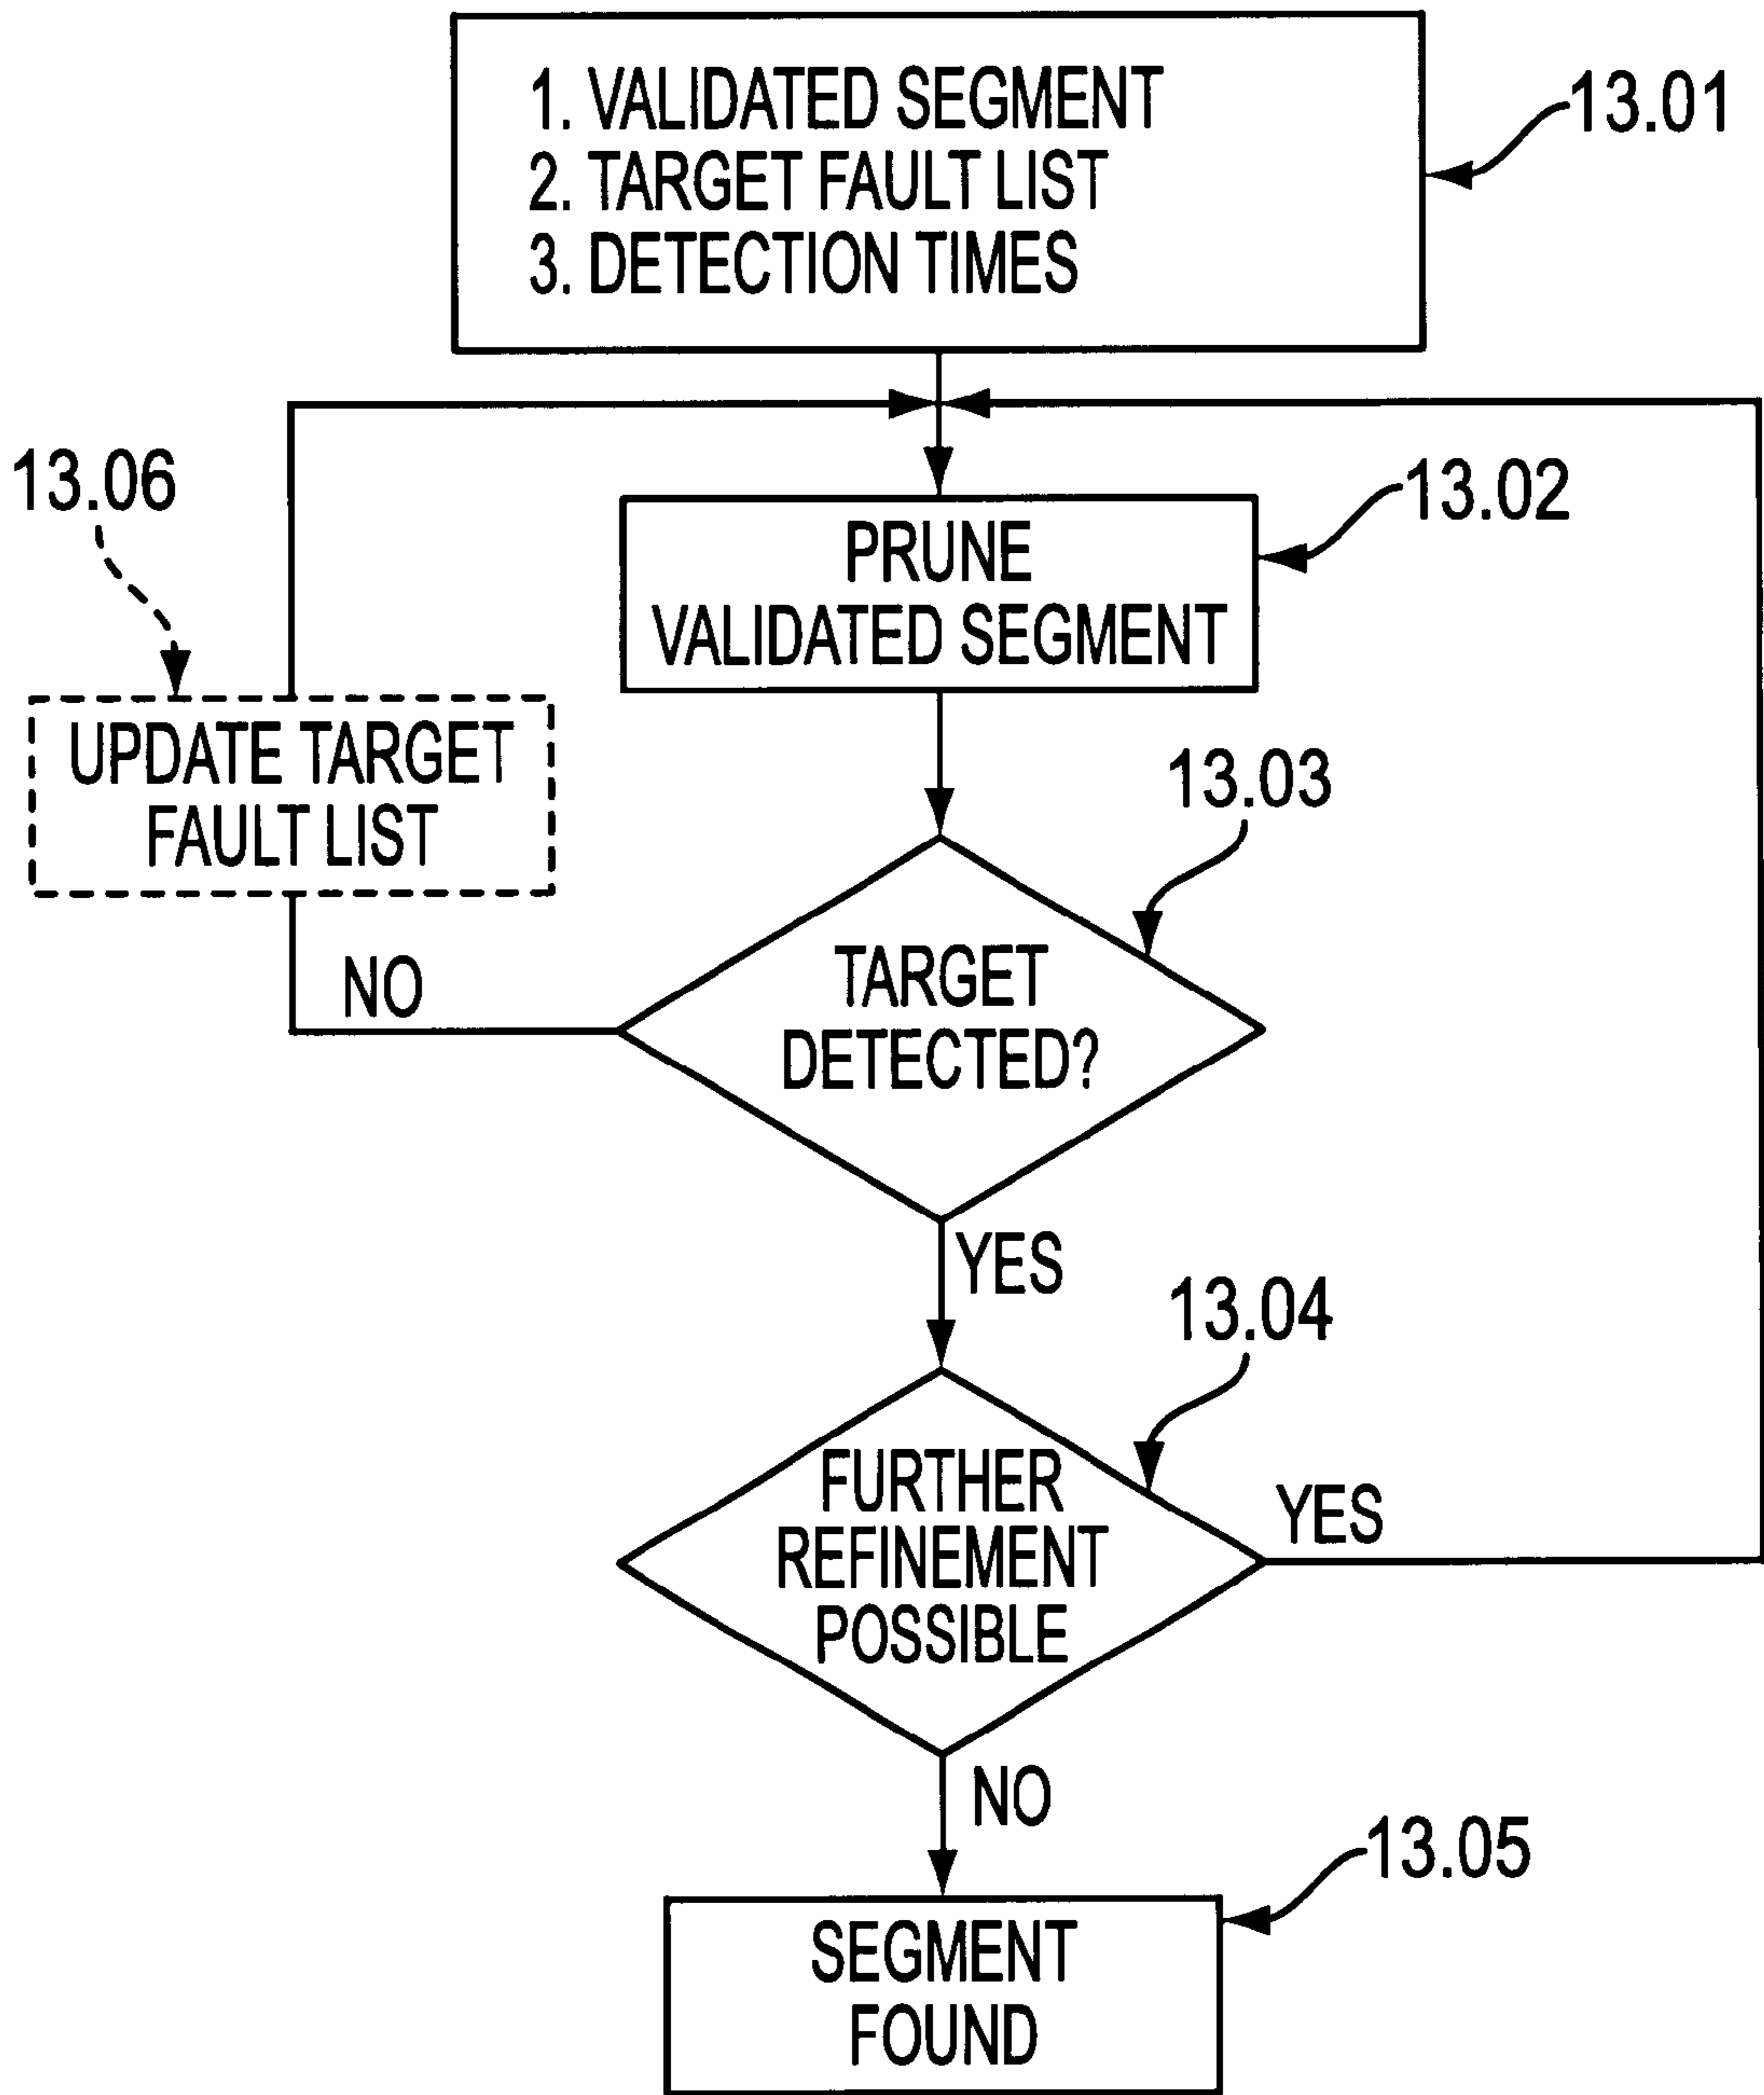 1. VALIDATED SEGMENT
2. TARGET FAULT LIST
3. DETECTION TIMES
13.01
13.06
13.02
PRUNE
VALIDATED SEGMENT
UPDATE TARGET
FAULT LIST
13.03
NO
TARGET
DETECTED?
YES
13.04
FURTHER
REFINEMENT
POSSIBLE
YES
NO
13.05
SEGMENT
FOUND